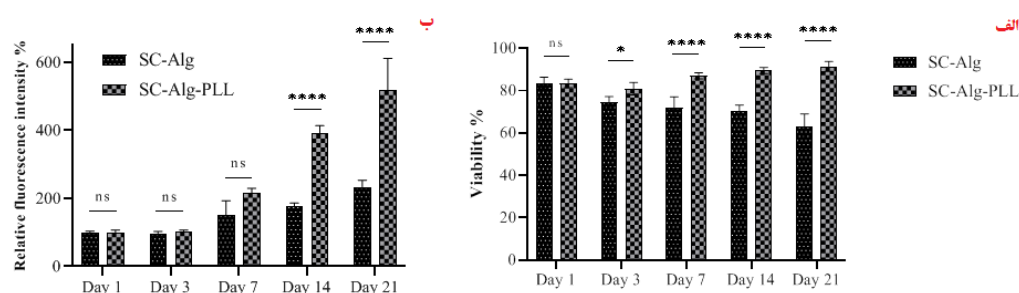 ب
Relative fluorescence intensity %
600
400
200
0
SC-Alg
SC-Alg-PLL
ns
ns
ns
****
****
Day 1 Day 3 Day 7 Day 14 Day 21
الف
Viability %
100
80
60
40
20
0
ns
*
****
****
****
SC-Alg
SC-Alg-PLL
Day 1 Day 3 Day 7 Day 14 Day 21